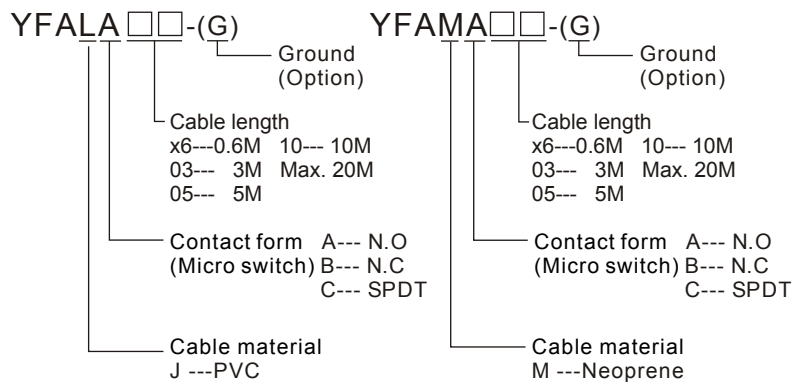 YFALA□□-(G)
Ground
(Option)
Cable length
x6---0.6M 10--- 10M
03--- 3M Max. 20M
05--- 5M
Contact form A--- N.O
(Micro switch) B--- N.C
C--- SPDT
Cable material
J ---PVC
YFAMA□□-(G)
Ground
(Option)
Cable length
x6---0.6M 10--- 10M
03--- 3M Max. 20M
05--- 5M
Contact form A--- N.O
(Micro switch) B--- N.C
C--- SPDT
Cable material
M ---Neoprene